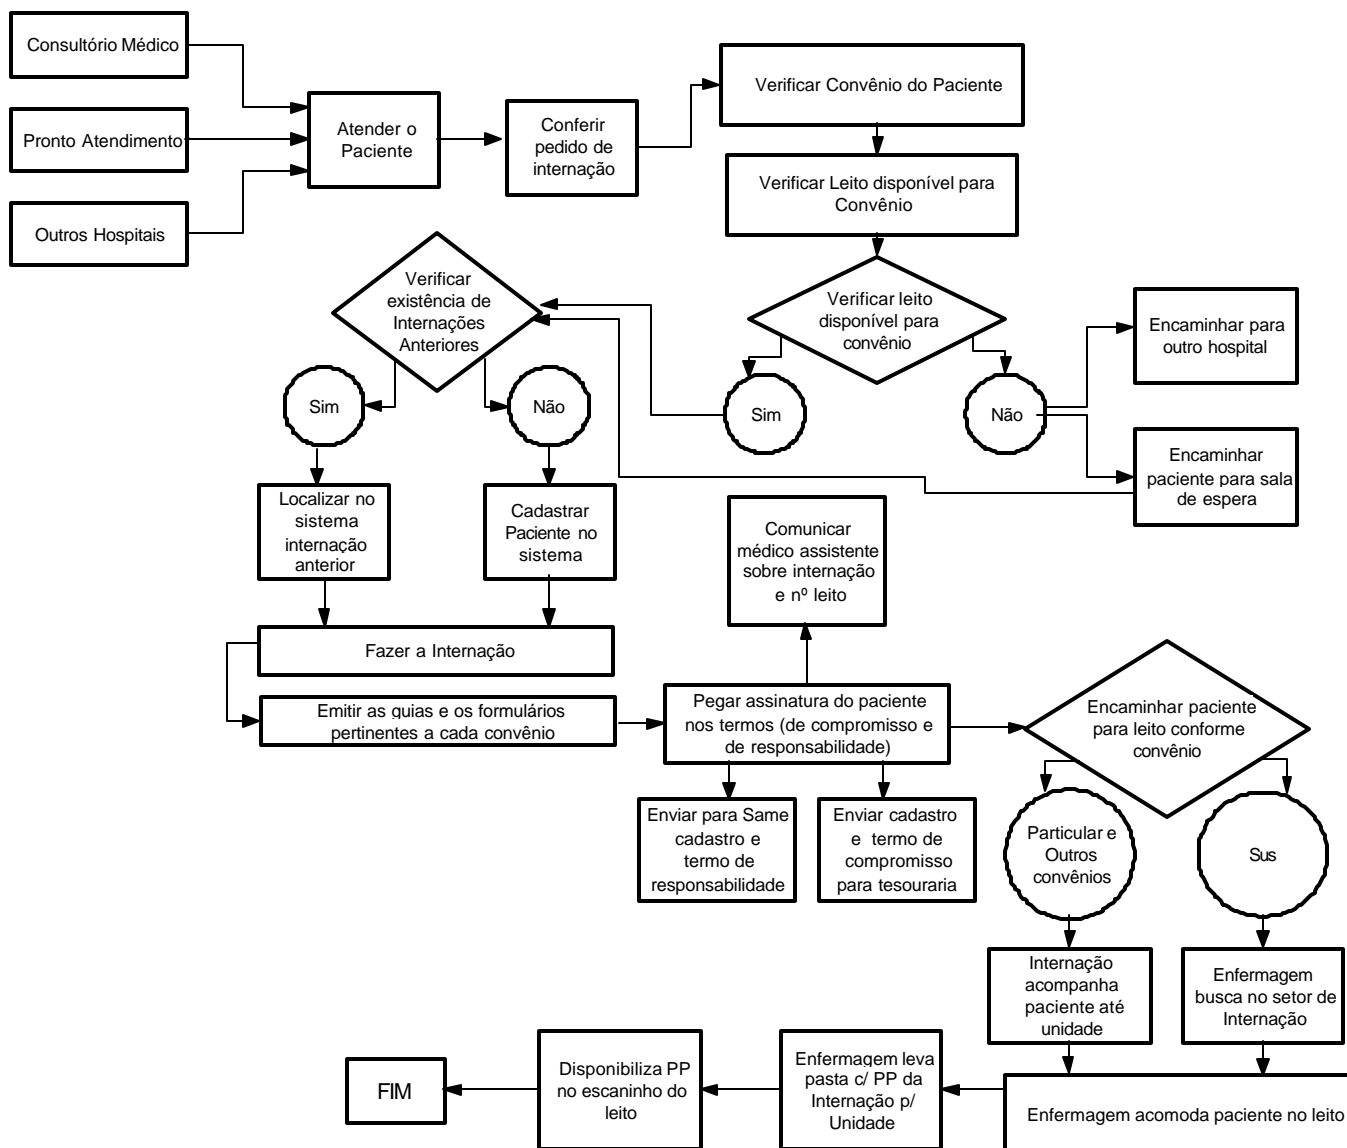 Consultório Médico
Pronto Atendimento
Outros Hospitais
Atender o
Paciente
Conferir
pedido de
internação
Verificar Convênio do Paciente
Verificar Leito disponível para
Convênio
Verificar leito
disponível para
convênio
Sim
Não
Encaminhar para
outro hospital
Encaminhar
paciente para sala
de espera
Verificar
existência de
Internações
Anteriores
Sim
Não
Localizar no
sistema
internação
anterior
Cadastrar
Paciente no
sistema
Fazer a Internação
Emitir as guias e os formulários
pertinentes a cada convênio
Comunicar
médico assistente
sobre internação
e nº leito
Pegar assinatura do paciente
nos termos (de compromisso e
de responsabilidade)
Enviar para Same
cadastro e
termo de
responsabilidade
Enviar cadastro
e termo de
compromisso
para tesouraria
Encaminhar paciente
para leito conforme
convênio
Particular e
Outros
convênios
Sus
Internação
acompanha
paciente até
unidade
Enfermagem
busca no setor de
Internação
Enfermagem acomoda paciente no leito
Enfermagem leva
pasta c/ PP da
Internação p/
Unidade
Disponibiliza PP
no escaninho do
leito
FIM